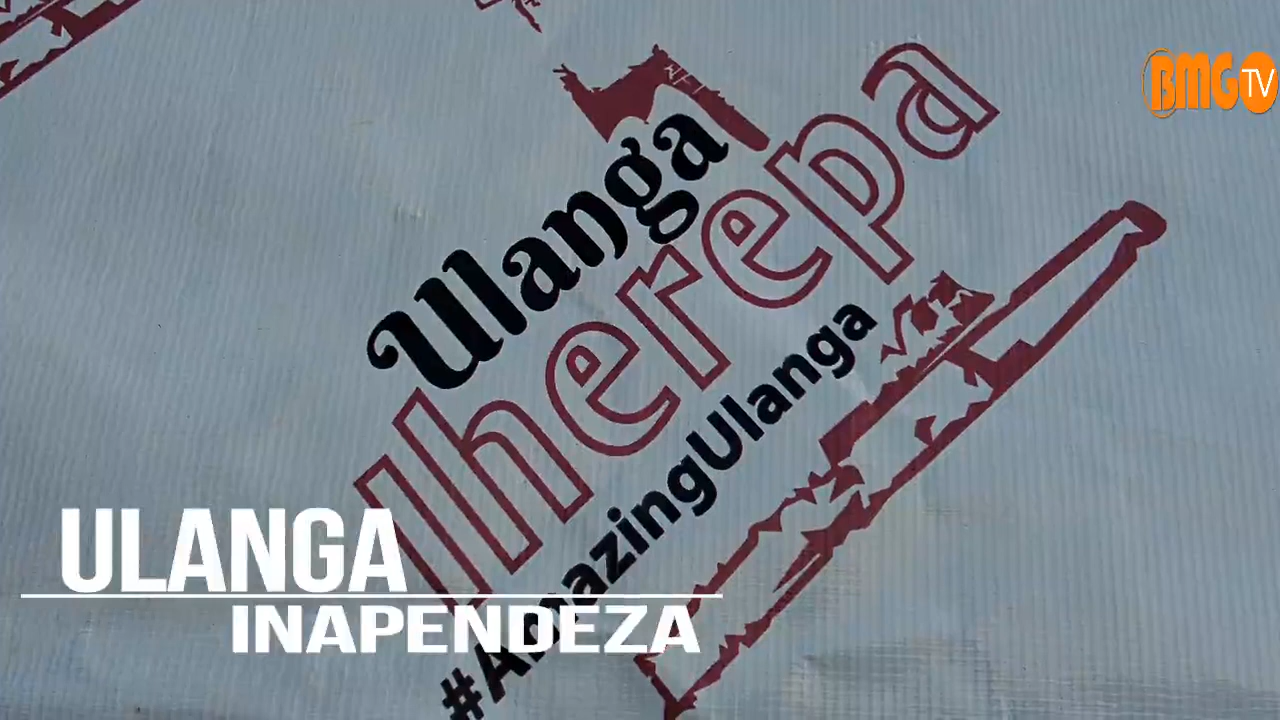 BMG TV
Ulanga
Iherepa
#AmazingUlanga
ULANGA
INAPENDEZA